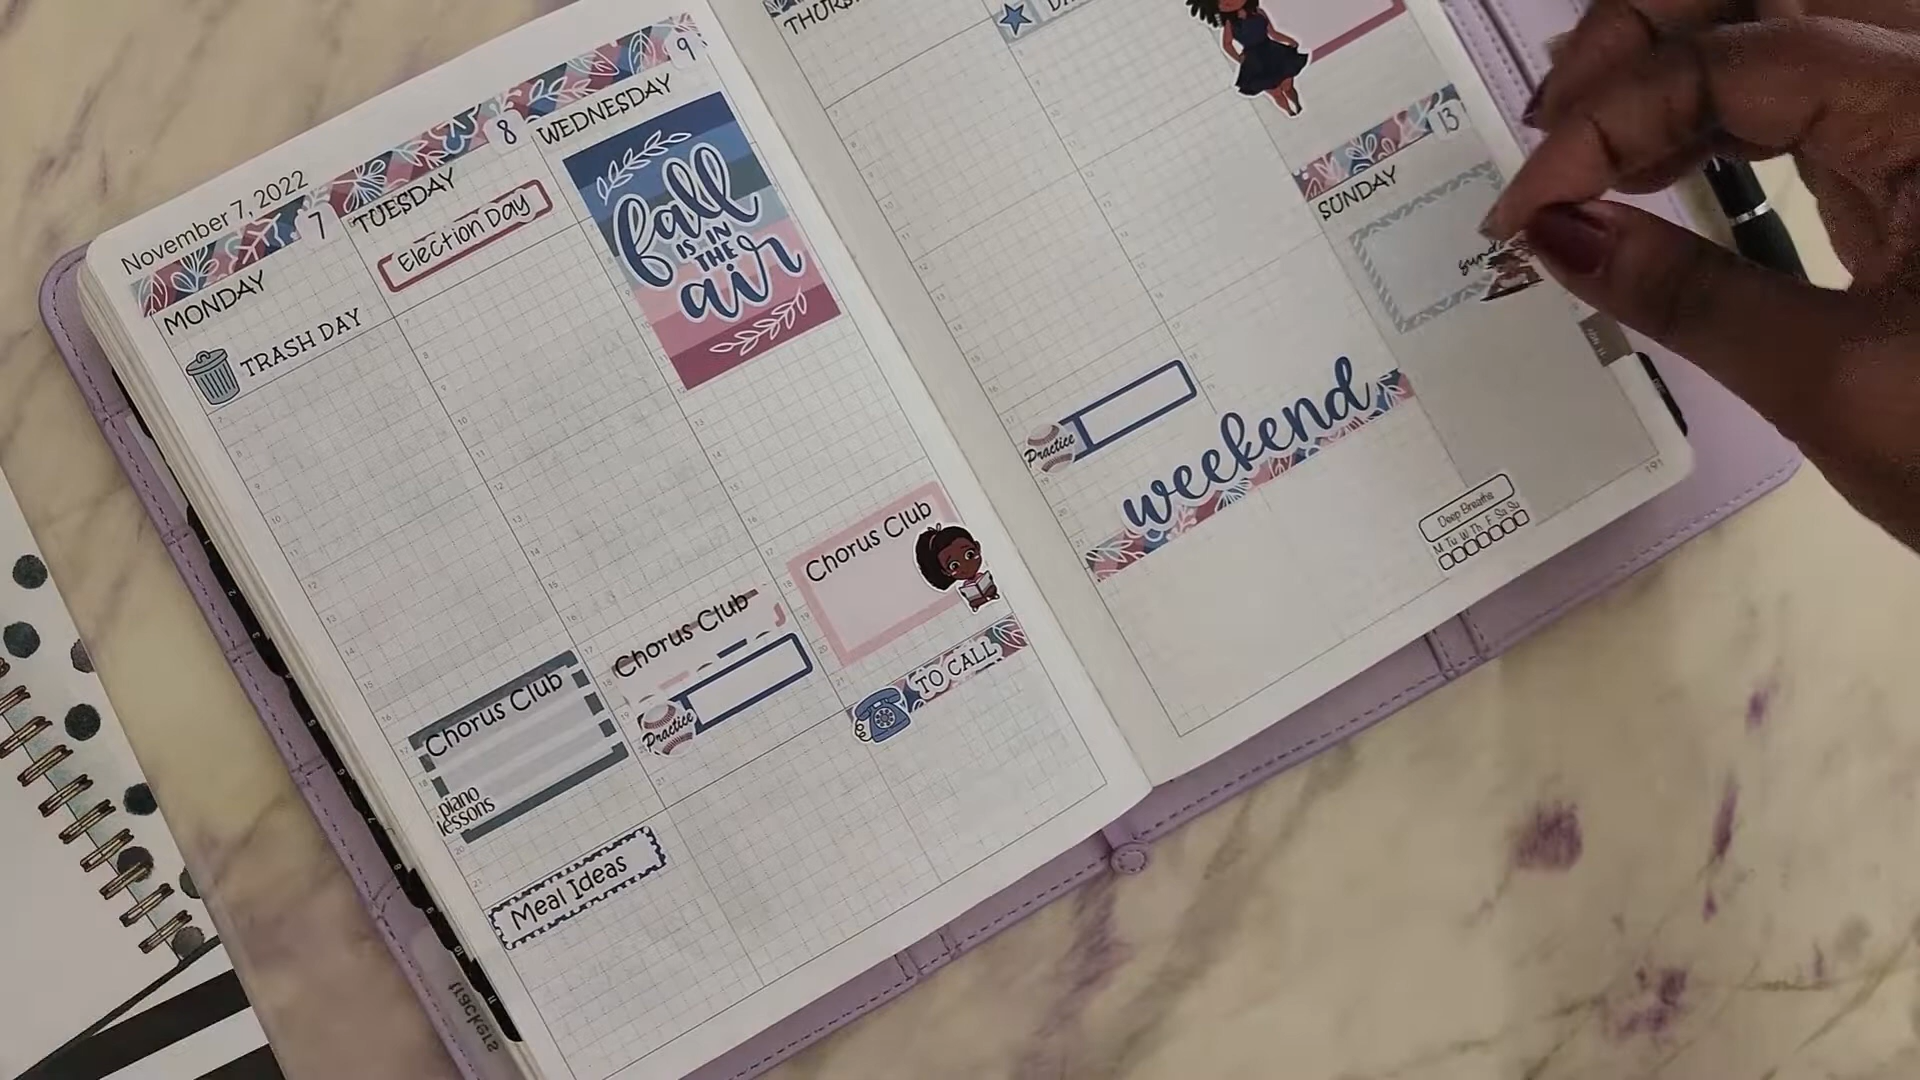 November 7, 2022
7
MONDAY
TRASH DAY
Chorus Club
piano
lessons
Meal Ideas
8
TUESDAY
Election Day
Chorus Club
Practice
9
WEDNESDAY
fall
IS IN
THE
air
Chorus Club
TO CALL
Practice
weekend
13
SUNDAY
Deep Breaths
M Tu W Th F Sa Su
191